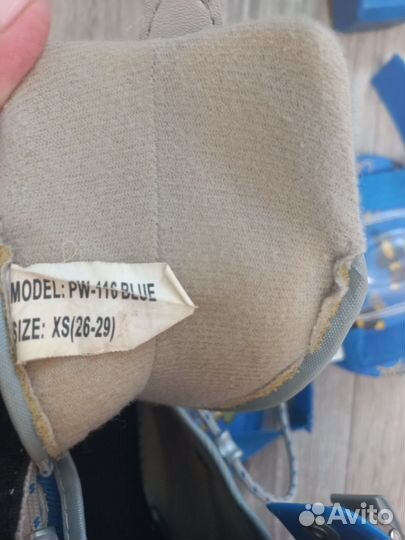 MODEL: PW-116 BLUE
SIZE: XS(26-29)
Avito